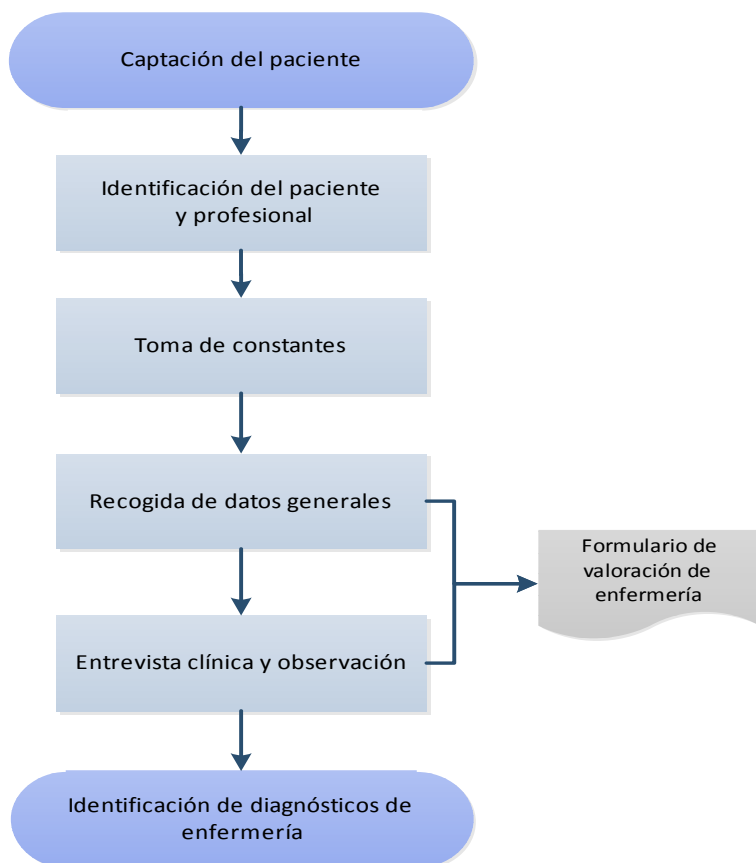 Captación del paciente
Identificación del paciente
y profesional
Toma de constantes
Recogida de datos generales
Formulario de
valoración de
enfermería
Entrevista clínica y observación
Identificación de diagnósticos de
enfermería